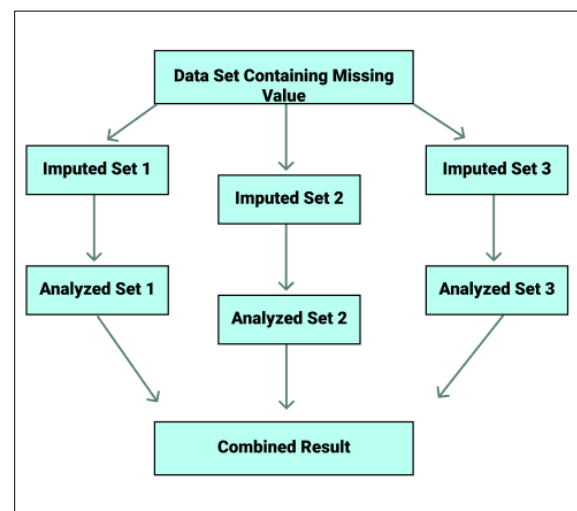 Data Set Containing Missing
Value
Imputed Set 1
Imputed Set 2
Imputed Set 3
Analyzed Set 1
Analyzed Set 2
Analyzed Set 3
Combined Result